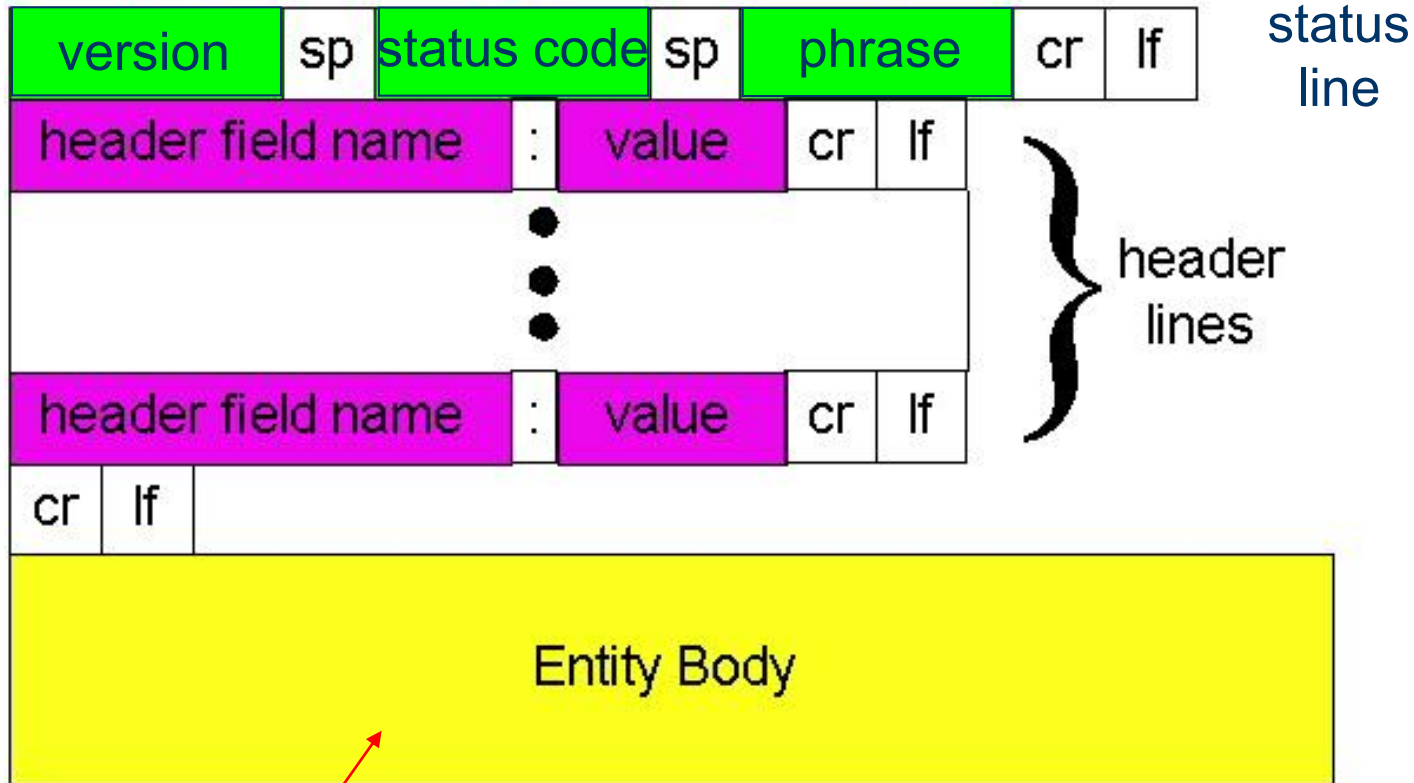 version sp status code sp phrase cr lf status line
header field name : value cr lf
header lines
header field name : value cr lf
cr lf
Entity Body